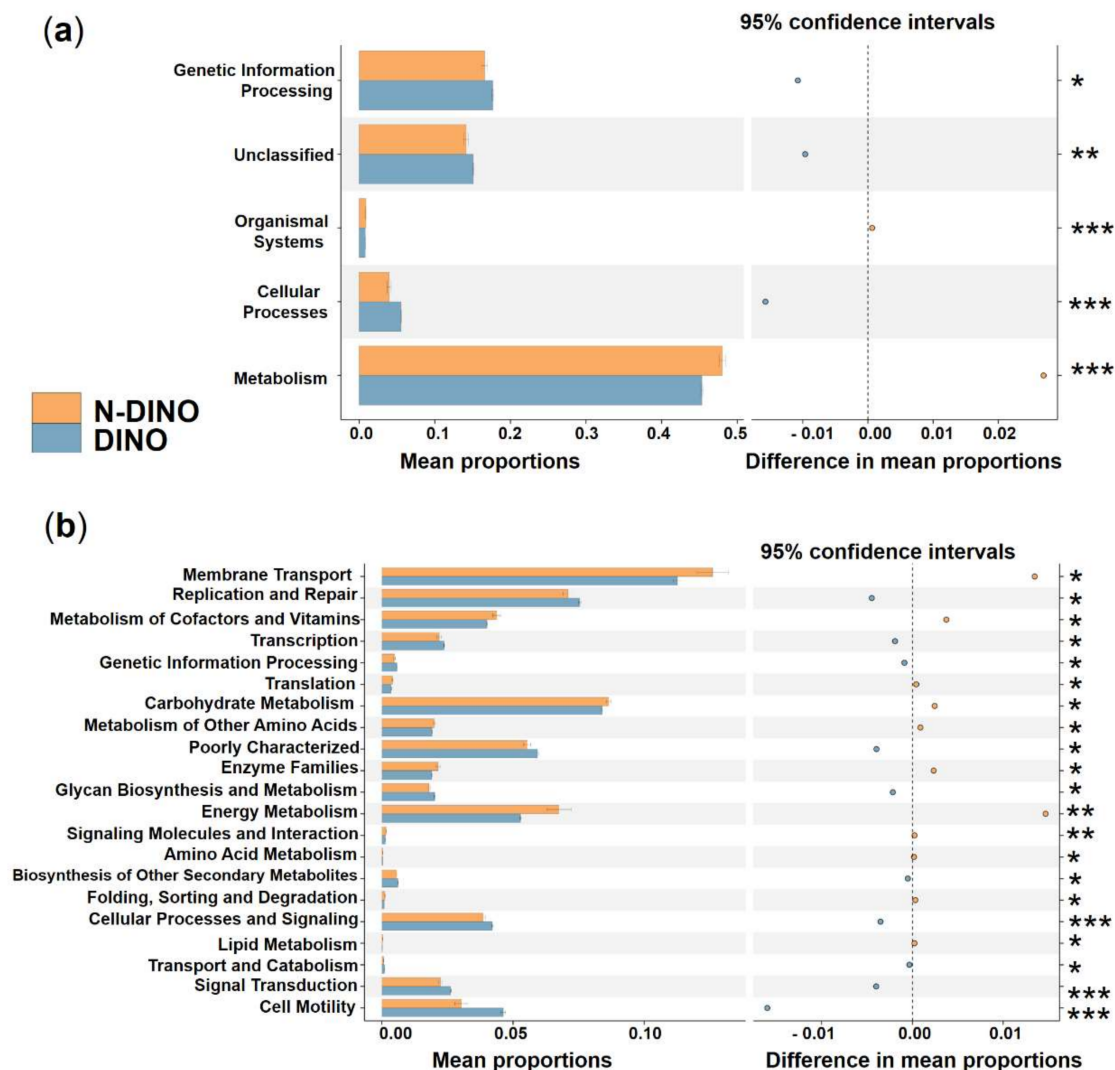 (a)
95% confidence intervals
Genetic Information
Processing
*
Unclassified
**
Organismal
Systems
***
Cellular
Processes
***
Metabolism
***
N-DINO
DINO
0.0 0.1 0.2 0.3 0.4 0.5
- 0.01 0.00 0.01 0.02
Mean proportions
Difference in mean proportions
(b)
95% confidence intervals
Membrane Transport *
Replication and Repair *
Metabolism of Cofactors and Vitamins *
Transcription *
Genetic Information Processing *
Translation *
Carbohydrate Metabolism *
Metabolism of Other Amino Acids *
Poorly Characterized *
Enzyme Families *
Glycan Biosynthesis and Metabolism *
Energy Metabolism **
Signaling Molecules and Interaction **
Amino Acid Metabolism *
Biosynthesis of Other Secondary Metabolites *
Folding, Sorting and Degradation *
Cellular Processes and Signaling ***
Lipid Metabolism *
Transport and Catabolism *
Signal Transduction ***
Cell Motility ***
0.00 0.05 0.10
- 0.01 0.00 0.01
Mean proportions
Difference in mean proportions